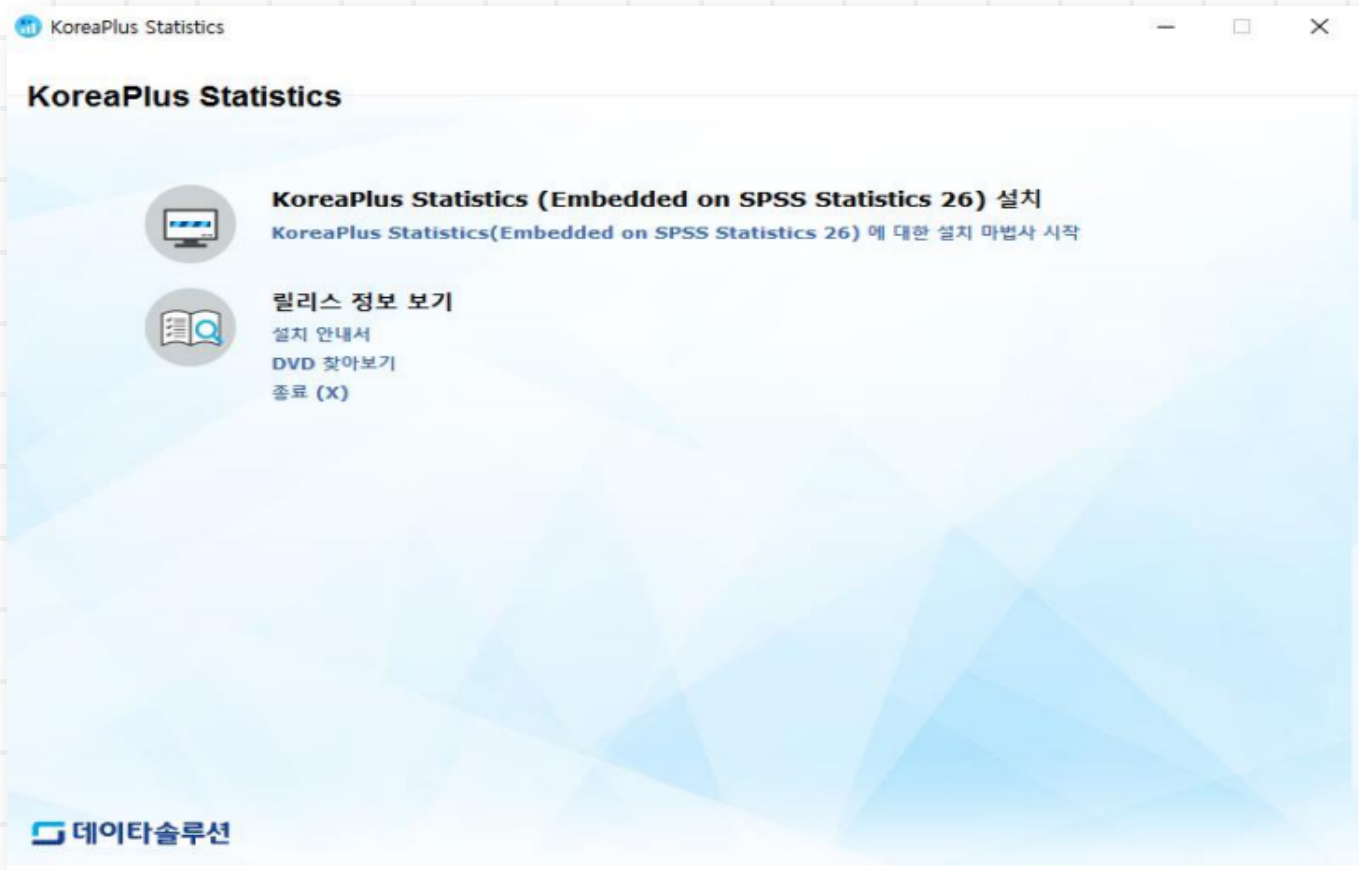 KoreaPlus Statistics
KoreaPlus Statistics
KoreaPlus Statistics (Embedded on SPSS Statistics 26) 설치
KoreaPlus Statistics(Embedded on SPSS Statistics 26) 에 대한 설치 마법사 시작
릴리스 정보 보기
설치 안내서
DVD 찾아보기
종료 (X)
데이타솔루션